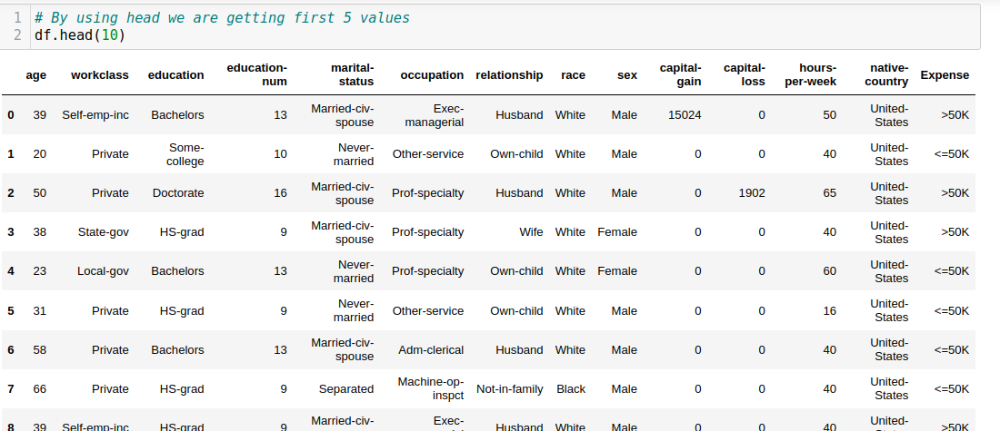 1 # By using head we are getting first 5 values
2 df.head(10)
age workclass education education-num marital-status occupation relationship race sex capital-gain capital-loss hours-per-week native-country Expense
0 39 Self-emp-inc Bachelors 13 Married-civ-spouse Exec-managerial Husband White Male 15024 0 50 United-States >50K
1 20 Private Some-college 10 Never-married Other-service Own-child White Male 0 0 40 United-States <=50K
2 50 Private Doctorate 16 Married-civ-spouse Prof-specialty Husband White Male 0 1902 65 United-States >50K
3 38 State-gov HS-grad 9 Married-civ-spouse Prof-specialty Wife White Female 0 0 40 United-States >50K
4 23 Local-gov Bachelors 13 Never-married Prof-specialty Own-child White Female 0 0 60 United-States <=50K
5 31 Private HS-grad 9 Never-married Other-service Own-child White Male 0 0 16 United-States <=50K
6 58 Private Bachelors 13 Married-civ-spouse Adm-clerical Husband White Male 0 0 40 United-States <=50K
7 66 Private HS-grad 9 Separated Machine-op-inspct Not-in-family Black Male 0 0 40 United-States <=50K
8 39 Self-emp-inc HS-grad 9 Married-civ- Exec- Husband White Male 0 0 40 United- >50K